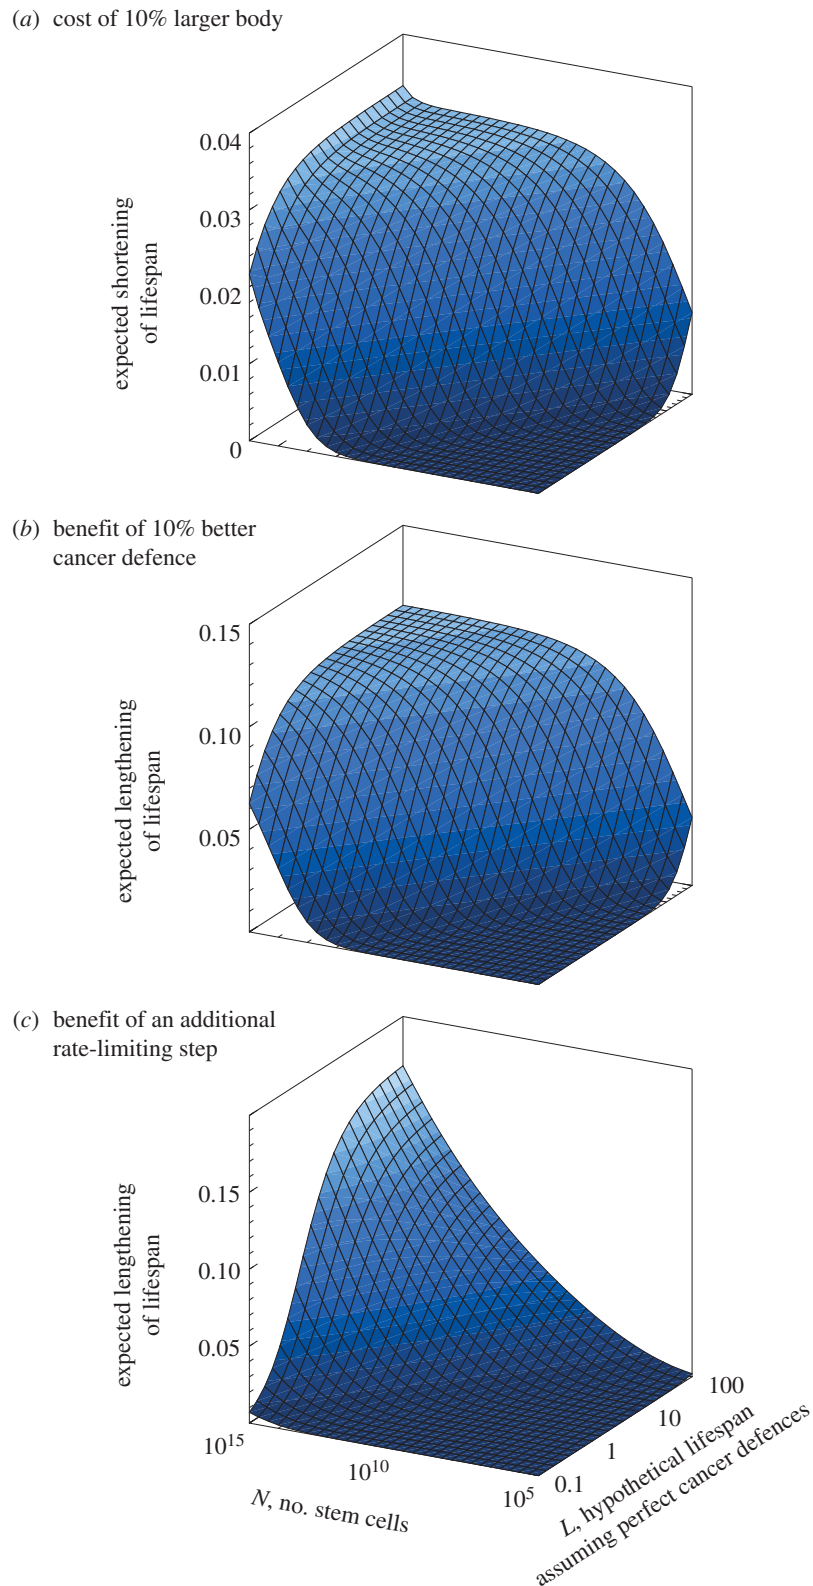 (a) cost of 10% larger body
0.04
0.03
0.02
0.01
0
expected shortening
of lifespan
(b) benefit of 10% better
cancer defence
0.15
0.10
0.05
expected lengthening
of lifespan
(c) benefit of an additional
rate-limiting step
0.15
0.10
0.05
expected lengthening
of lifespan
10¹⁵
10¹⁰
10⁵
N, no. stem cells
0.1
1
10
100
L, hypothetical lifespan
assuming perfect cancer defences